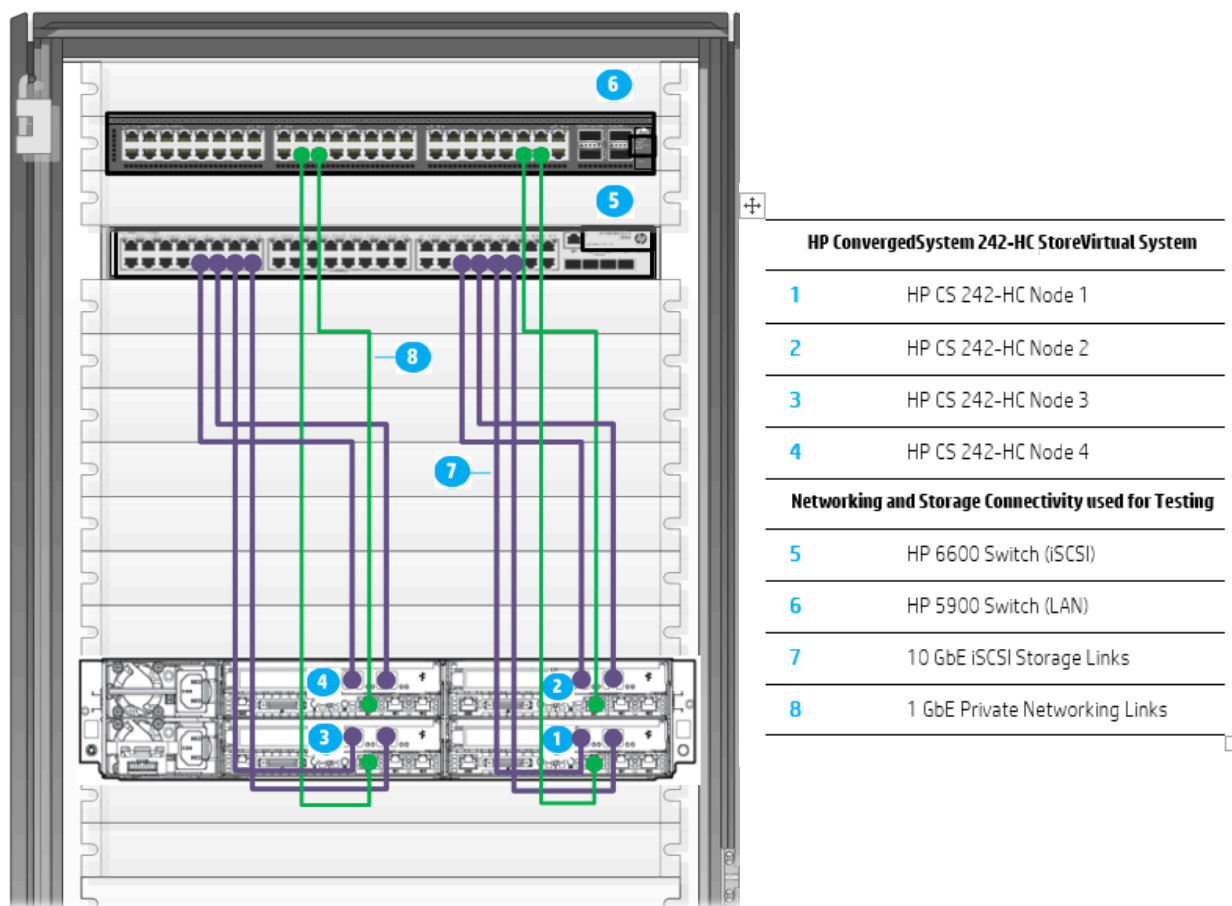 6
5
8
7
4
2
3
1
HP ConvergedSystem 242-HC StoreVirtual System
1 HP CS 242-HC Node 1
2 HP CS 242-HC Node 2
3 HP CS 242-HC Node 3
4 HP CS 242-HC Node 4
Networking and Storage Connectivity used for Testing
5 HP 6600 Switch (iSCSI)
6 HP 5900 Switch (LAN)
7 10 GbE iSCSI Storage Links
8 1 GbE Private Networking Links